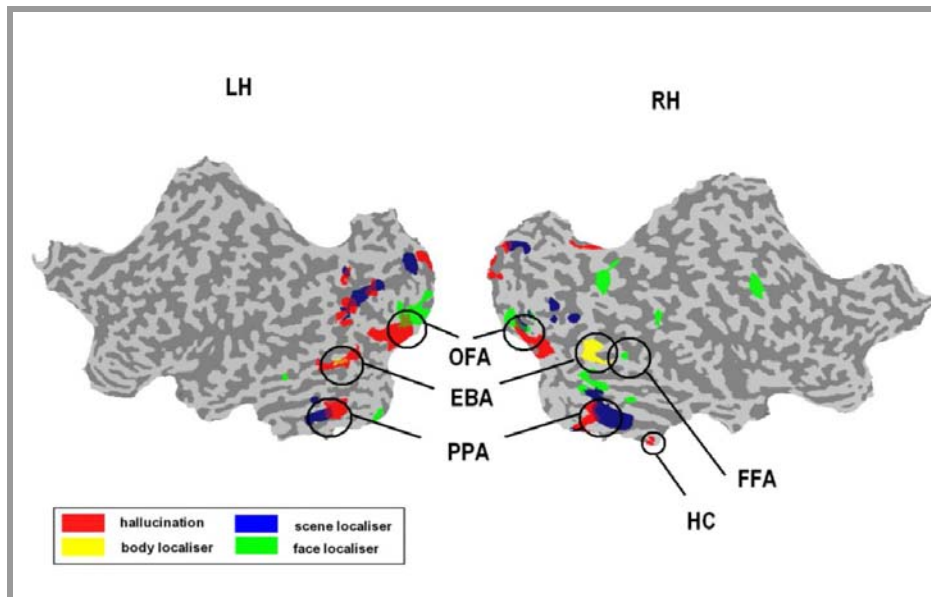 LH
RH
OFA
EBA
PPA
FFA
HC
hallucination
scene localiser
body localiser
face localiser